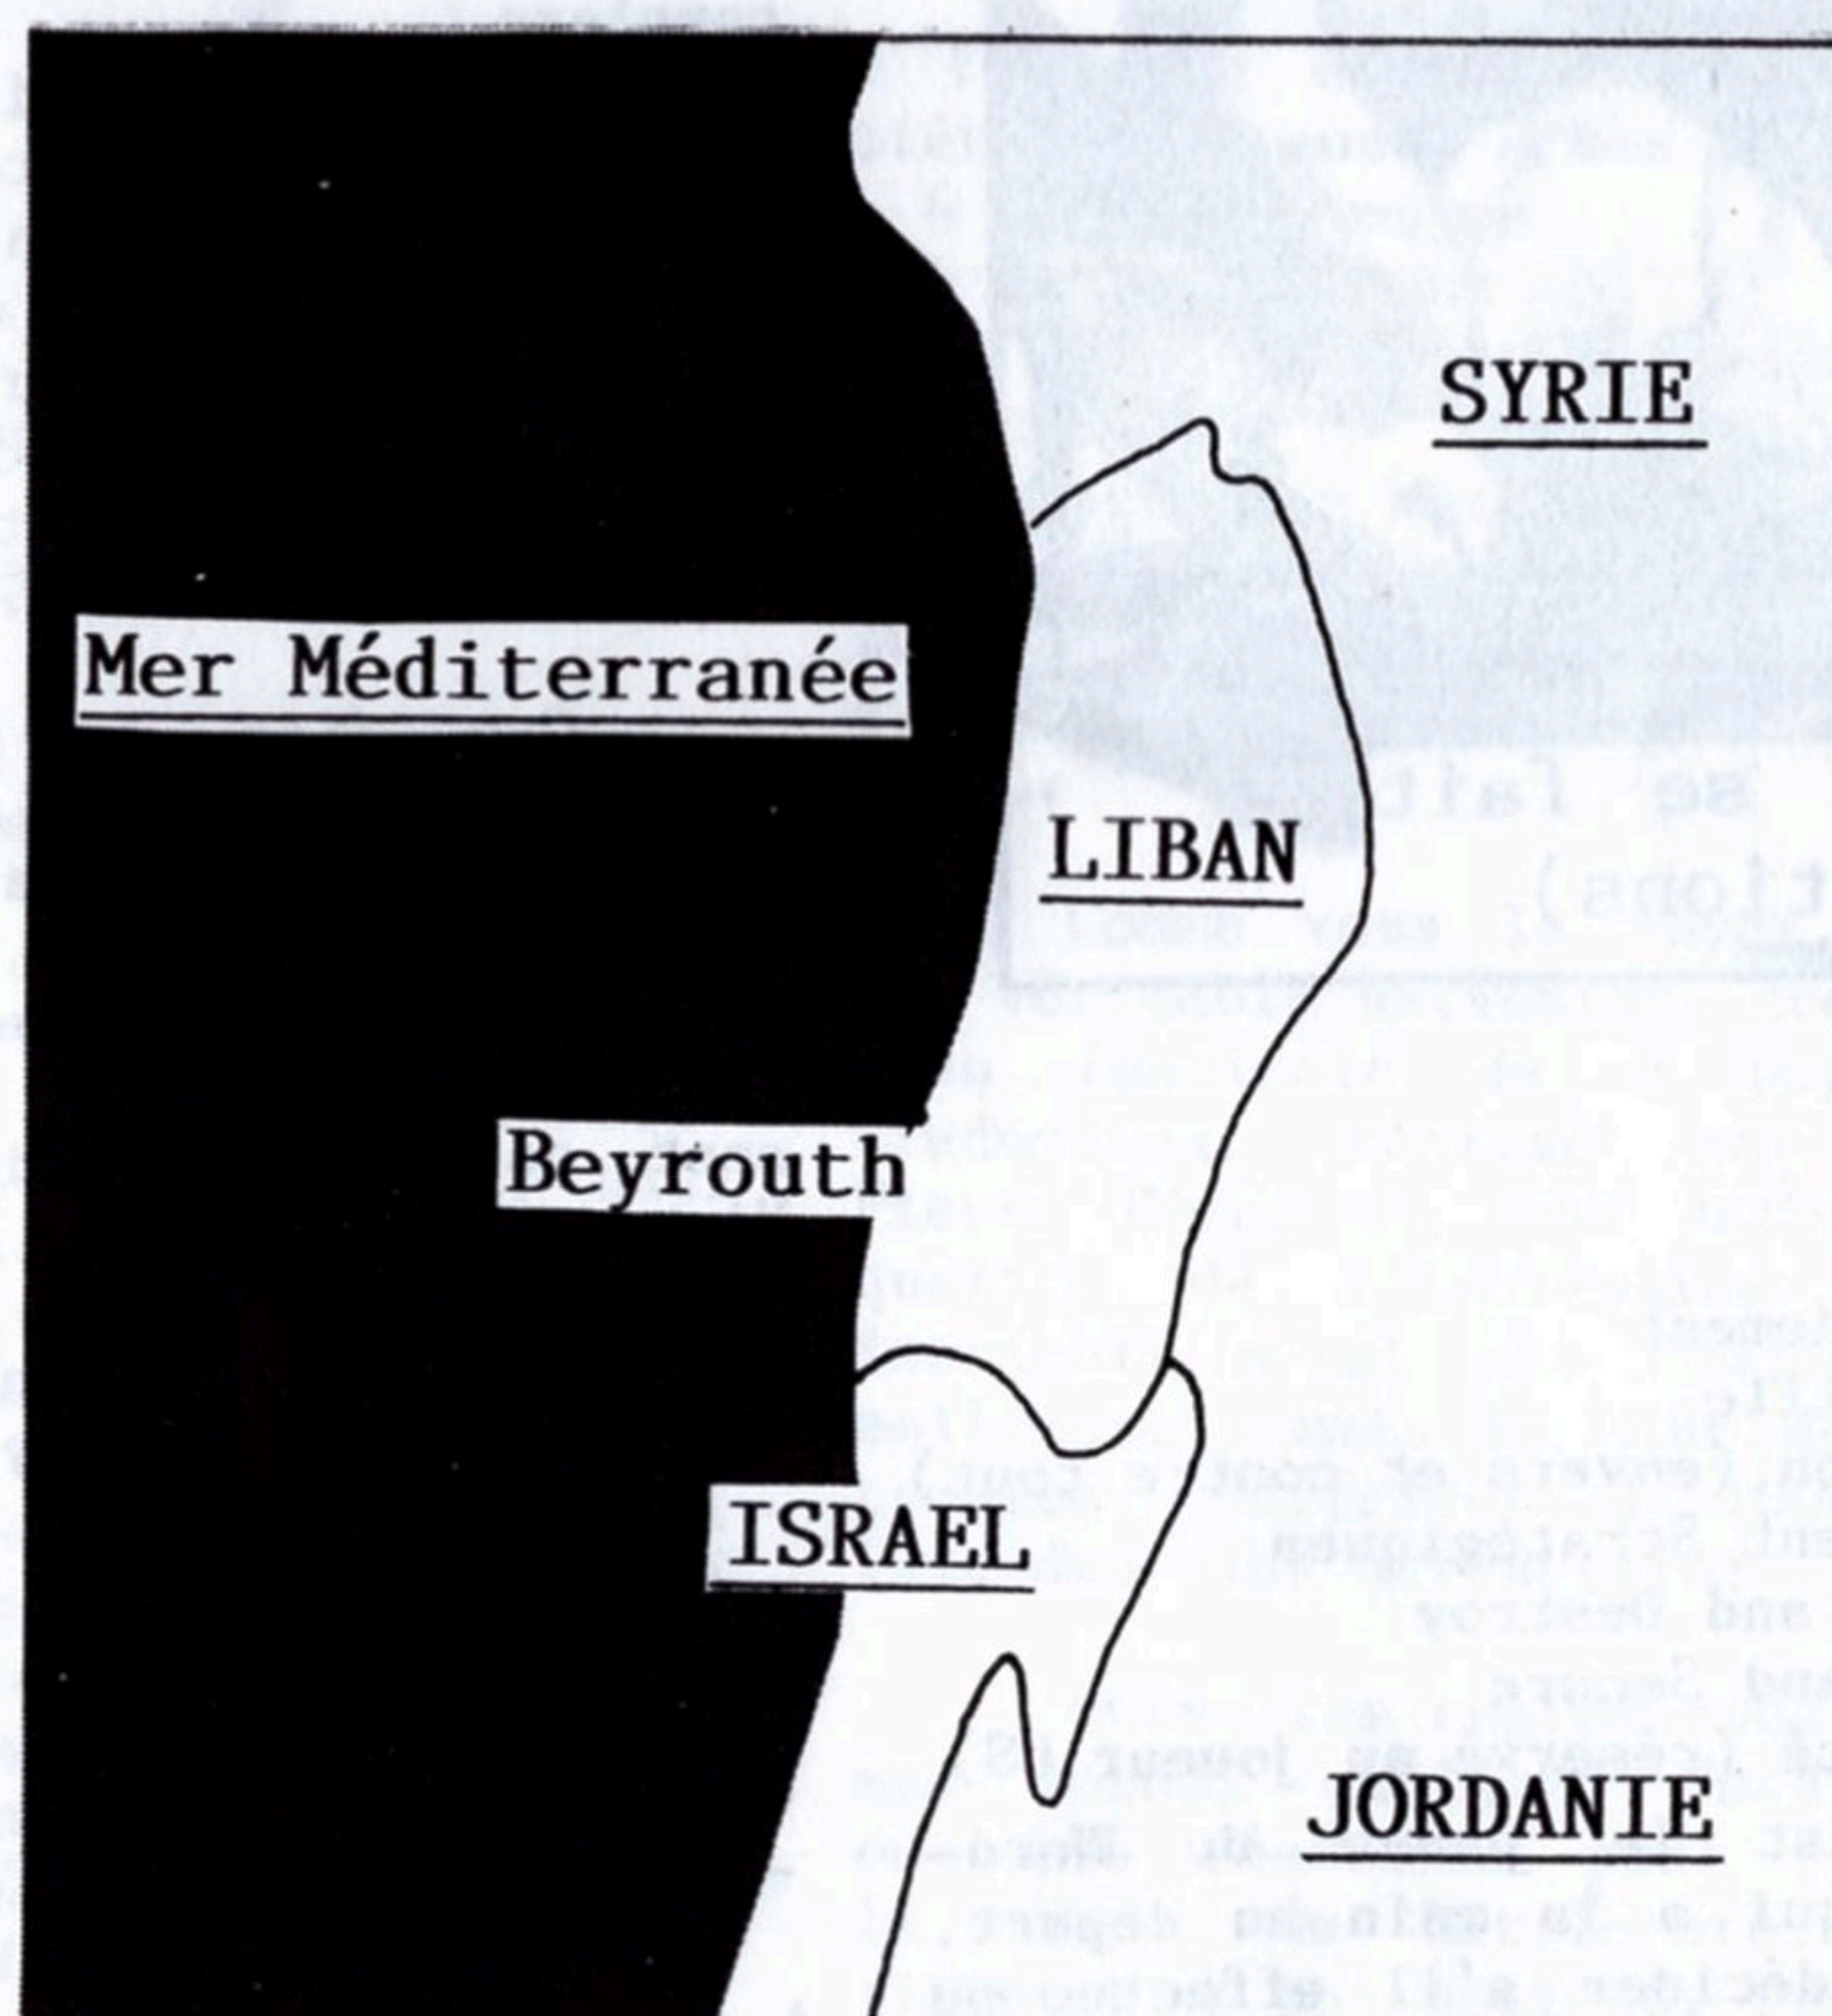 SYRIE
Mer Méditerranée
LIBAN
Beyrouth
ISRAEL
JORDANIE